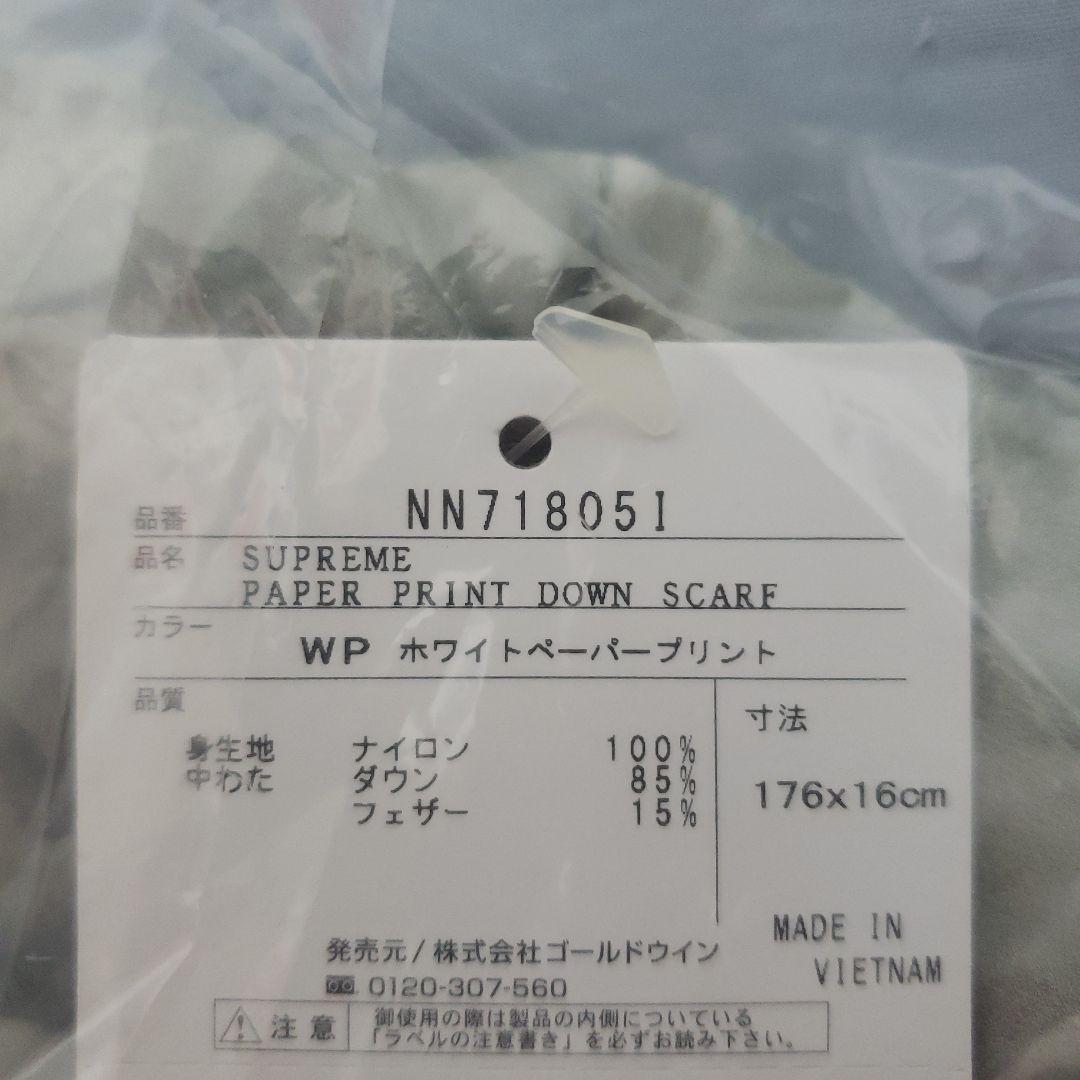 品番 NN71805I
品名 SUPREME
PAPER PRINT DOWN SCARF
カラー
WP ホワイトペーパープリント
品質
身生地 ナイロン 100%
中わた ダウン 85%
フェザー 15%
寸法
176x16cm
MADE IN
VIETNAM
発売元/株式会社ゴールドウイン
0120-307-560
注意
御使用の際は製品の内側についている
「ラベルの注意書き」を必ずお読み下さい。